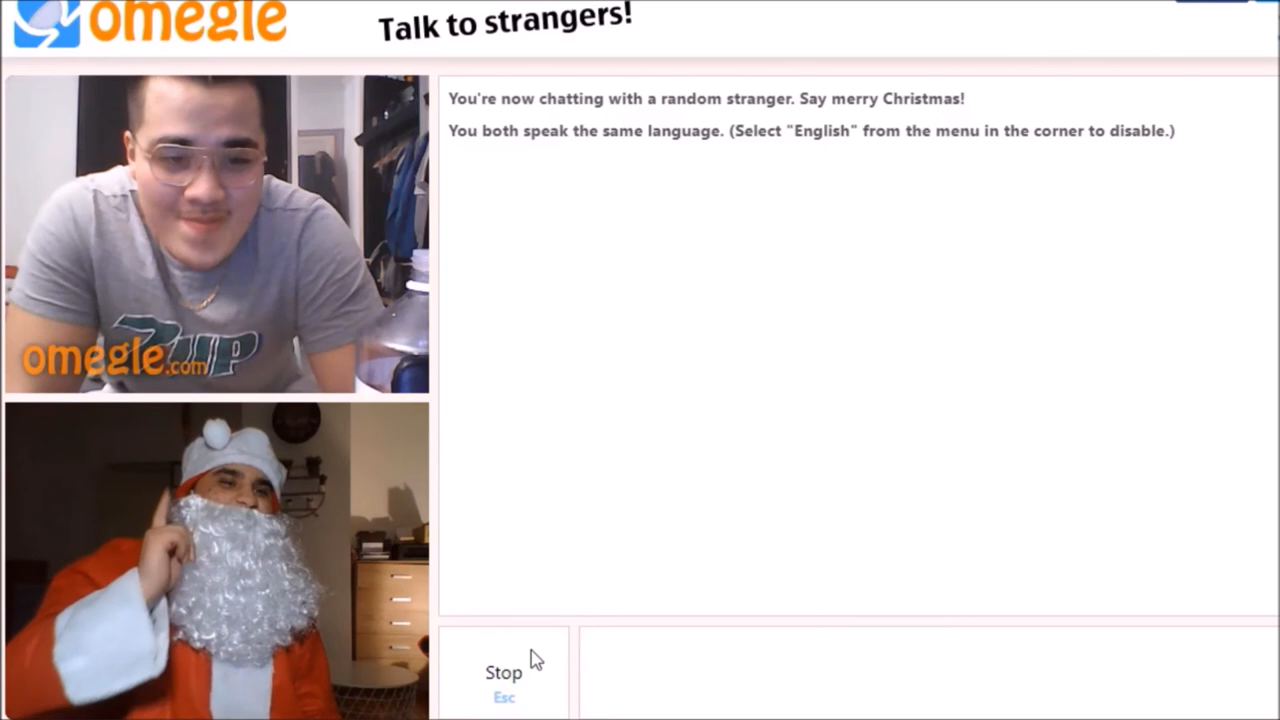 omegle
Talk to strangers!
You're now chatting with a random stranger. Say merry Christmas!
You both speak the same language. (Select "English" from the menu in the corner to disable.)
7UP
omegle.com
Stop
Esc